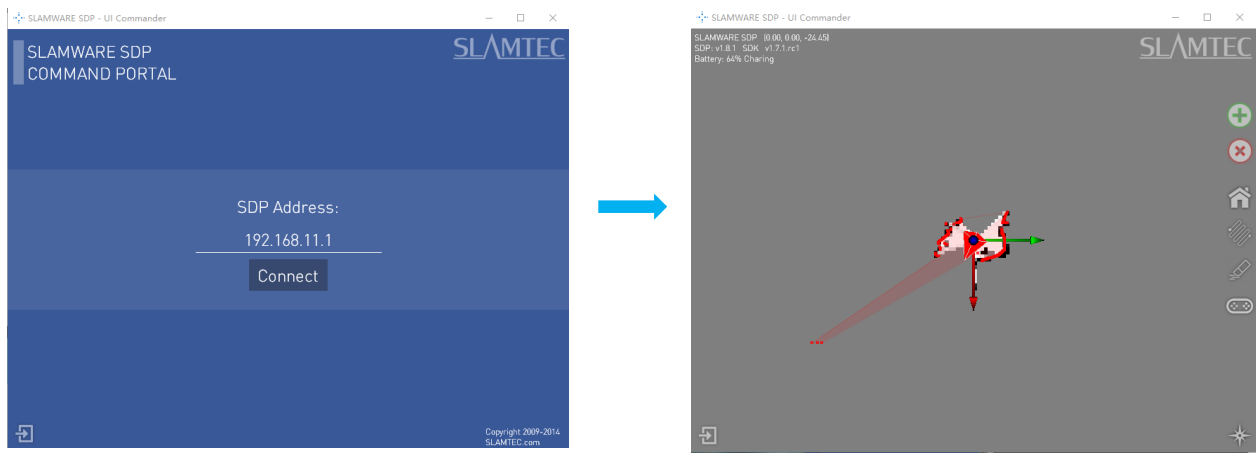 SLAMWARE SDP - UI Commander
SLAMWARE SDP
COMMAND PORTAL
SLAMTEC
SDP Address:
192.168.11.1
Connect
Copyright 2009-2014
SLAMTEC.com
SLAMWARE SDP - UI Commander
SLAMWARE SDP (0.00, 0.00, -24.45)
SDP: v1.8.1 SDK v1.7.1.rc1
Battery: 64% Charing
SLAMTEC